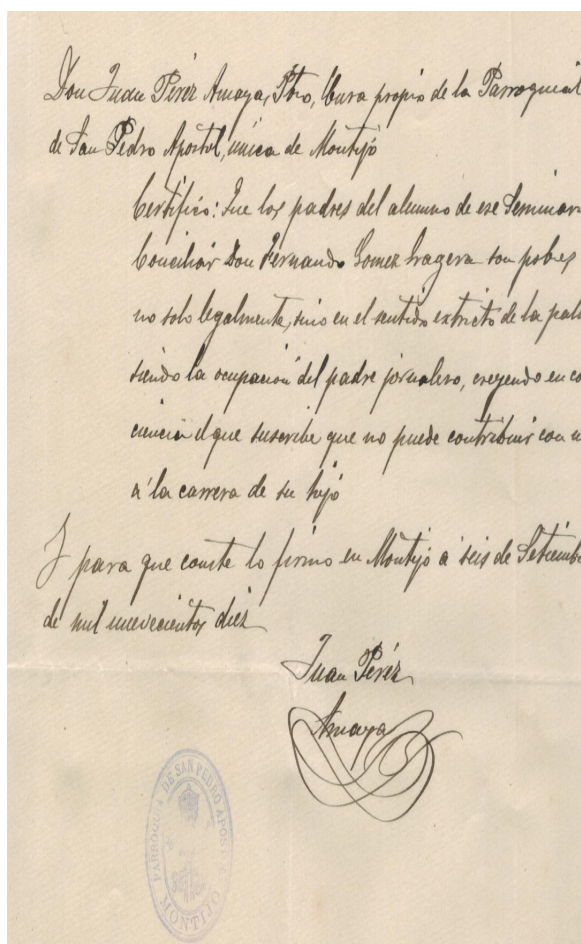 Don Juan Pérez Amaya, Pbro, Cura propio de la Parroquial
de San Pedro Apostol, única de Montijo
Certifico: Que los padres del alumno de ese Seminar
Conciliar Don Fernando Gomez Iragera son pobres
no solo legalmente, sino en el sentido extricto de la pala
siendo la ocupación del padre jornalero, creyendo en co
ciencia el que suscribe que no puede contribuir con n
á la carrera de su hijo
Y para que conste lo firmo en Montijo á seis de Setiemb
de mil nuevecientos diez
Juan Pérez
Amaya
PARROQUIA DE SAN PEDRO APOSTOL
MONTIJO